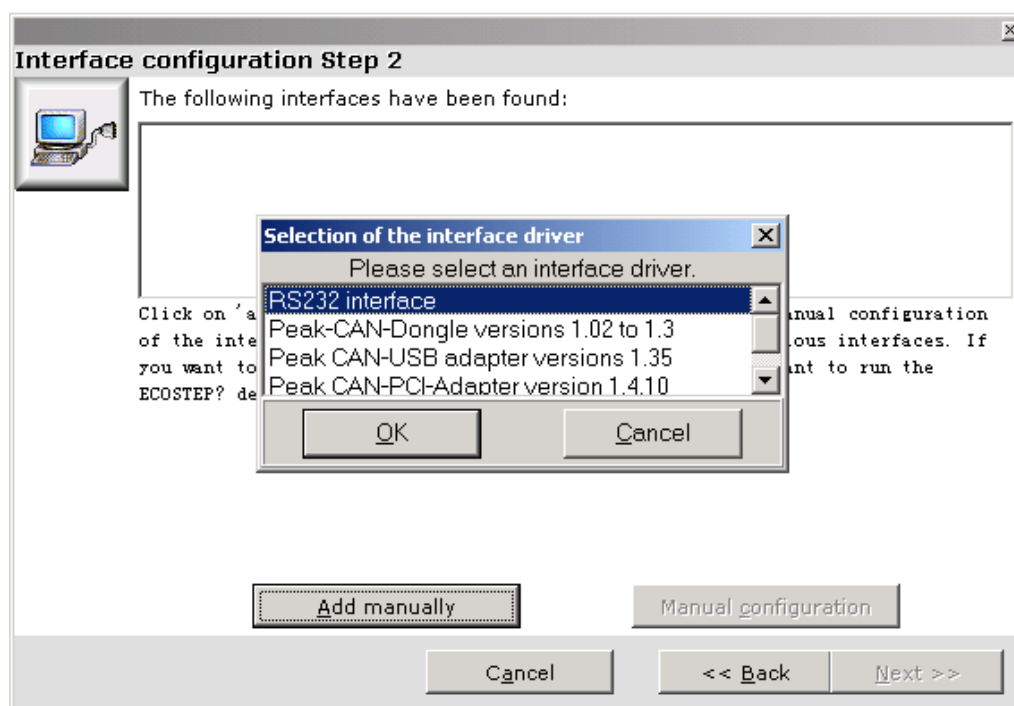 Interface configuration Step 2
The following interfaces have been found:
Selection of the interface driver
Please select an interface driver.
RS232 interface
Peak-CAN-Dongle versions 1.02 to 1.3
Peak CAN-USB adapter versions 1.35
Peak CAN-PCI-Adapter version 1.4.10
OK
Cancel
Click on 'a nual configuration
of the inte ous interfaces. If
you want to nt to run the
ECOSTEP? de
Add manually
Manual configuration
Cancel
<< Back
Next >>